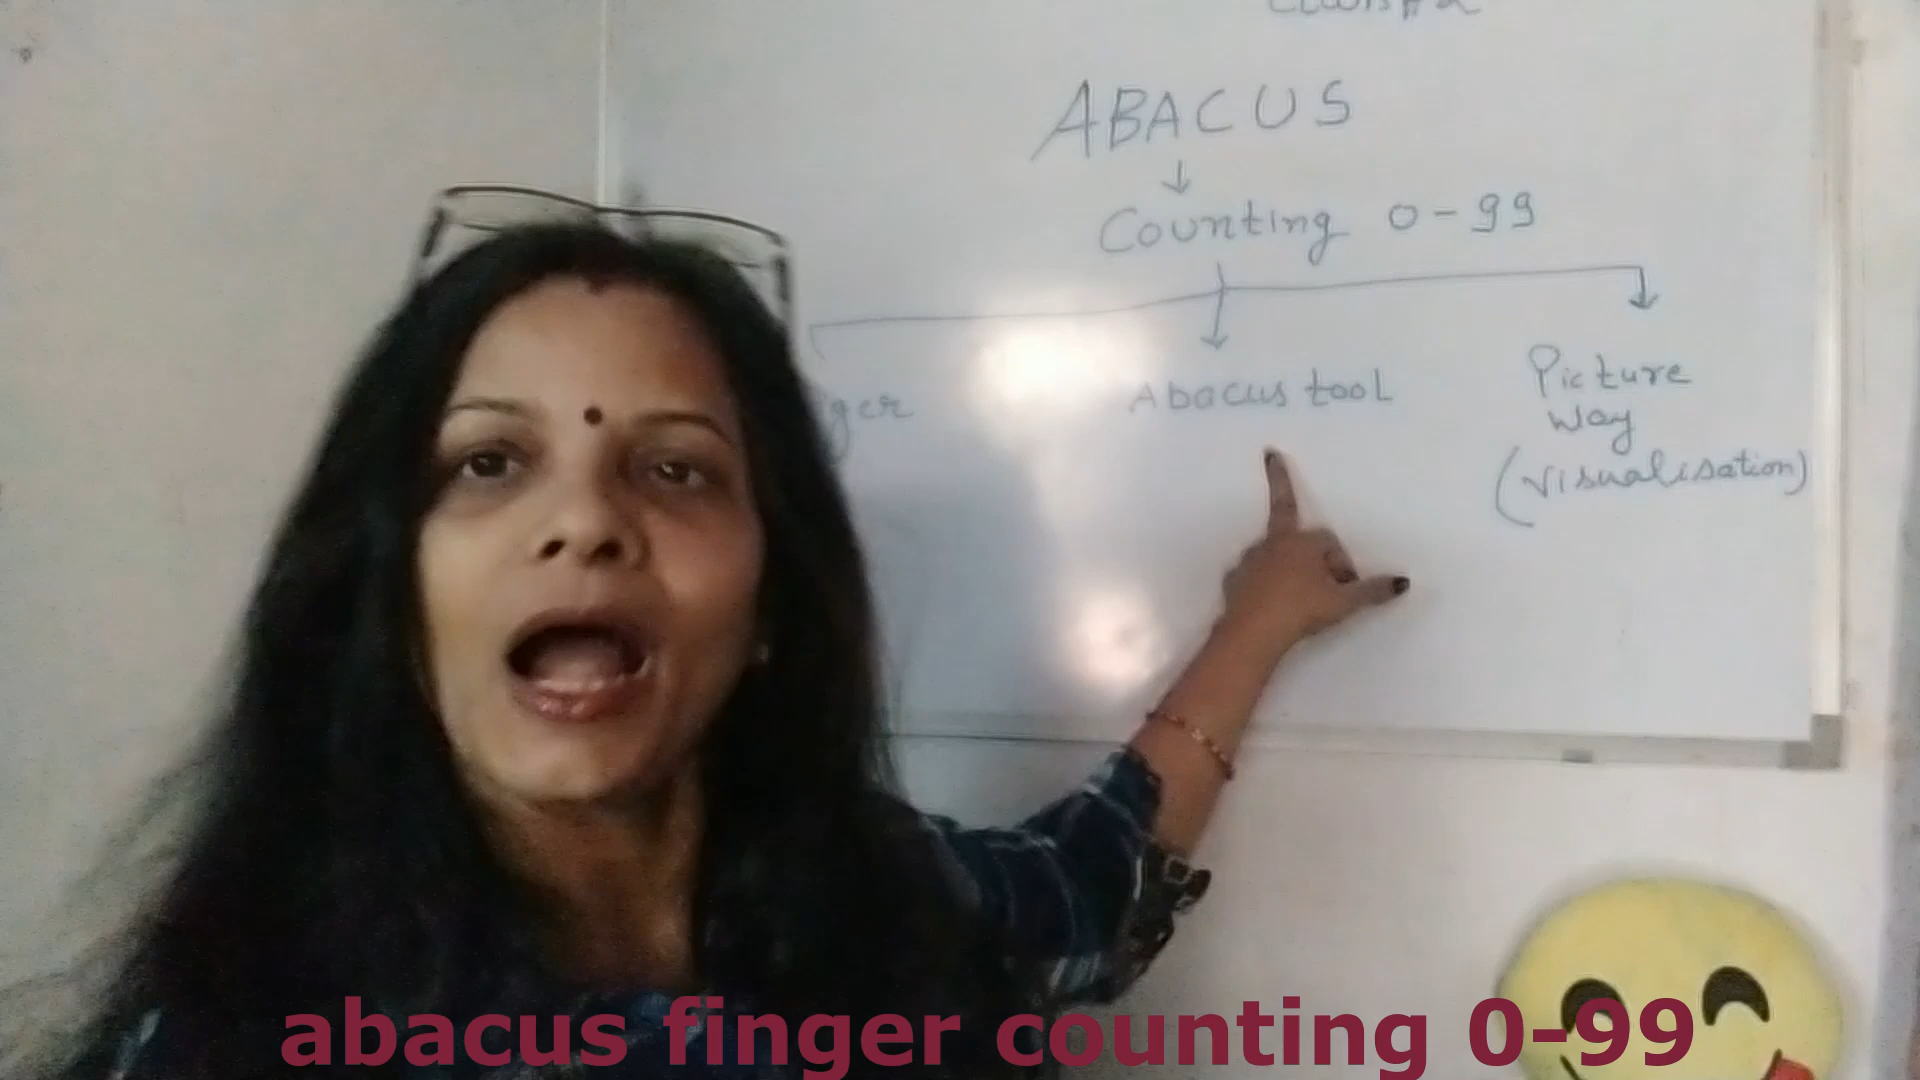 ABACUS
Counting 0-99
Abacus tool
Picture
Way
(Visualisation)
abacus finger counting 0-99